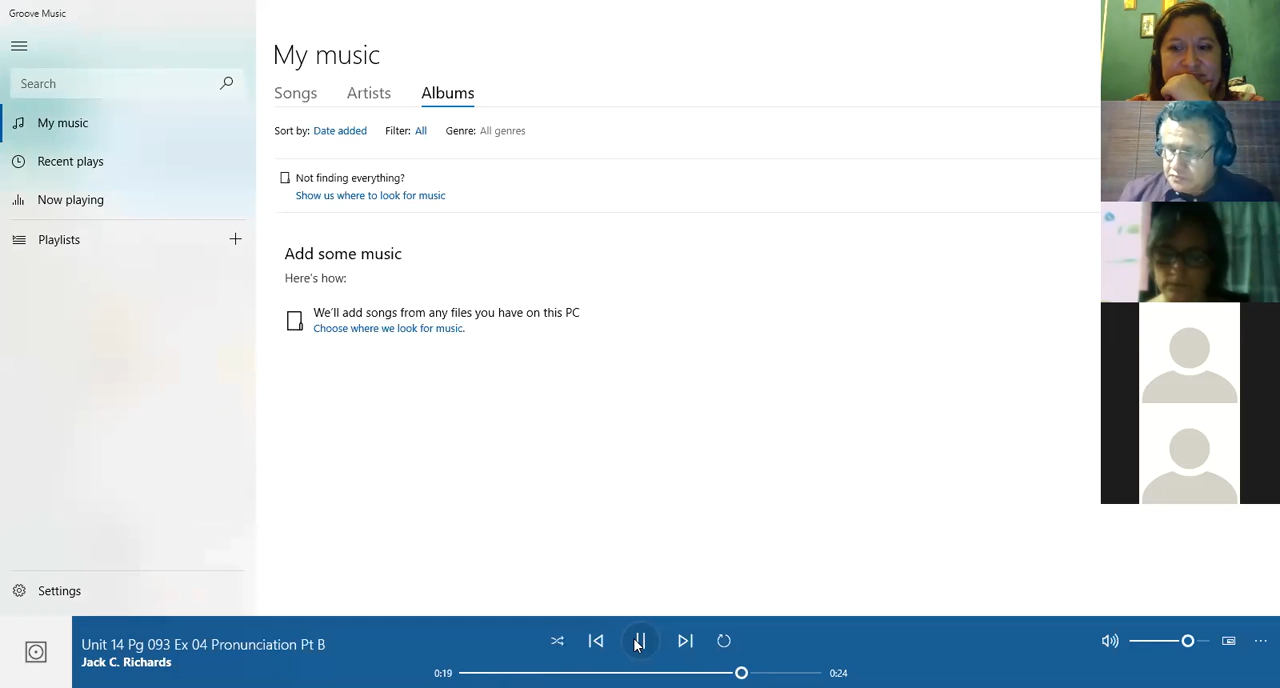 Groove Music
Search
My music
Recent plays
Now playing
Playlists
Settings
My music
Songs Artists Albums
Sort by: Date added Filter: All Genre: All genres
Not finding everything?
Show us where to look for music
Add some music
Here's how:
We'll add songs from any files you have on this PC
Choose where we look for music.
Unit 14 Pg 093 Ex 04 Pronunciation Pt B
Jack C. Richards
0:19 0:24